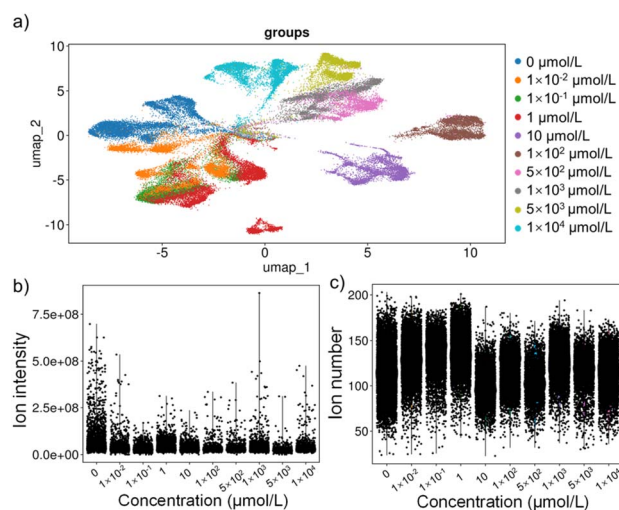 a)
groups
umap_2
10
5
0
-5
-10
-5
0
5
10
umap_1
0 μmol/L
1×10⁻² μmol/L
1×10⁻¹ μmol/L
1 μmol/L
10 μmol/L
1×10² μmol/L
5×10² μmol/L
1×10³ μmol/L
5×10³ μmol/L
1×10⁴ μmol/L
b)
Ion intensity
7.5e+08
5.0e+08
2.5e+08
0.0e+00
0
1×10⁻²
1×10⁻¹
1
10
1×10²
5×10²
1×10³
5×10³
1×10⁴
Concentration (μmol/L)
c)
Ion number
200
150
100
50
0
1×10⁻²
1×10⁻¹
1
10
1×10²
5×10²
1×10³
5×10³
1×10⁴
Concentration (μmol/L)